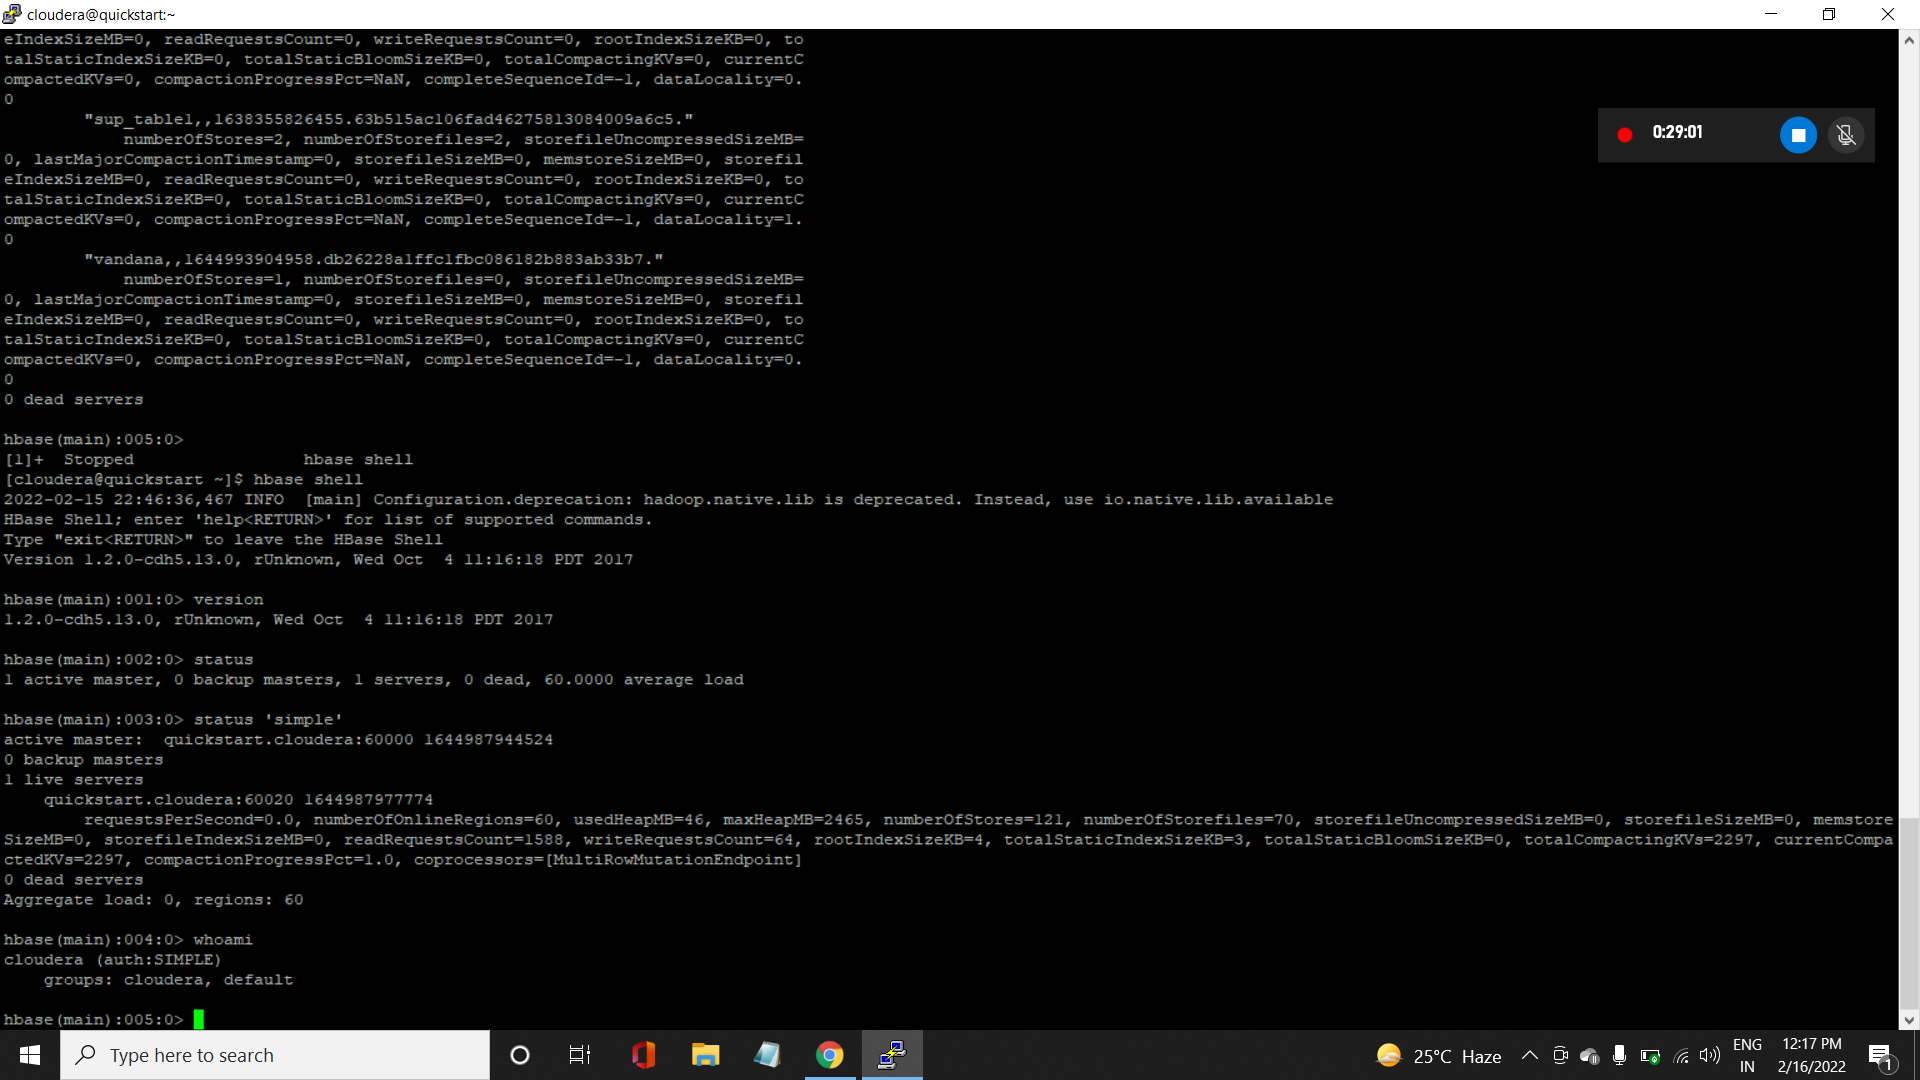 cloudera@quickstart:~
eIndexSizeMB=0, readRequestsCount=0, writeRequestsCount=0, rootIndexSizeKB=0, to
talStaticIndexSizeKB=0, totalStaticBloomSizeKB=0, totalCompactingKVs=0, currentC
ompactedKVs=0, compactionProgressPct=NaN, completeSequenceId=-1, dataLocality=0.
0
"sup_table1,,1638355826455.63b515ac106fad46275813084009a6c5."
numberOfStores=2, numberOfStorefiles=2, storefileUncompressedSizeMB=
0, lastMajorCompactionTimestamp=0, storefileSizeMB=0, memstoreSizeMB=0, storefil
eIndexSizeMB=0, readRequestsCount=0, writeRequestsCount=0, rootIndexSizeKB=0, to
talStaticIndexSizeKB=0, totalStaticBloomSizeKB=0, totalCompactingKVs=0, currentC
ompactedKVs=0, compactionProgressPct=NaN, completeSequenceId=-1, dataLocality=1.
0
"vandana,,1644993904958.db26228a1ffc1fbc086182b883ab33b7."
numberOfStores=1, numberOfStorefiles=0, storefileUncompressedSizeMB=
0, lastMajorCompactionTimestamp=0, storefileSizeMB=0, memstoreSizeMB=0, storefil
eIndexSizeMB=0, readRequestsCount=0, writeRequestsCount=0, rootIndexSizeKB=0, to
talStaticIndexSizeKB=0, totalStaticBloomSizeKB=0, totalCompactingKVs=0, currentC
ompactedKVs=0, compactionProgressPct=NaN, completeSequenceId=-1, dataLocality=0.
0
0 dead servers
hbase(main):005:0>
[1]+  Stopped                 hbase shell
[cloudera@quickstart ~]$ hbase shell
2022-02-15 22:46:36,467 INFO  [main] Configuration.deprecation: hadoop.native.lib is deprecated. Instead, use io.native.lib.available
HBase Shell; enter 'help<RETURN>' for list of supported commands.
Type "exit<RETURN>" to leave the HBase Shell
Version 1.2.0-cdh5.13.0, rUnknown, Wed Oct  4 11:16:18 PDT 2017
hbase(main):001:0> version
1.2.0-cdh5.13.0, rUnknown, Wed Oct  4 11:16:18 PDT 2017
hbase(main):002:0> status
1 active master, 0 backup masters, 1 servers, 0 dead, 60.0000 average load
hbase(main):003:0> status 'simple'
active master:  quickstart.cloudera:60000 1644987944524
0 backup masters
1 live servers
quickstart.cloudera:60020 1644987977774
requestsPerSecond=0.0, numberOfOnlineRegions=60, usedHeapMB=46, maxHeapMB=2465, numberOfStores=121, numberOfStorefiles=70, storefileUncompressedSizeMB=0, storefileSizeMB=0, memstore
SizeMB=0, storefileIndexSizeMB=0, readRequestsCount=1588, writeRequestsCount=64, rootIndexSizeKB=4, totalStaticIndexSizeKB=3, totalStaticBloomSizeKB=0, totalCompactingKVs=2297, currentCompa
ctedKVs=2297, compactionProgressPct=1.0, coprocessors=[MultiRowMutationEndpoint]
0 dead servers
Aggregate load: 0, regions: 60
hbase(main):004:0> whoami
cloudera (auth:SIMPLE)
groups: cloudera, default
hbase(main):005:0>
0:29:01
Type here to search
25°C Haze
ENG
IN
12:17 PM
2/16/2022
1